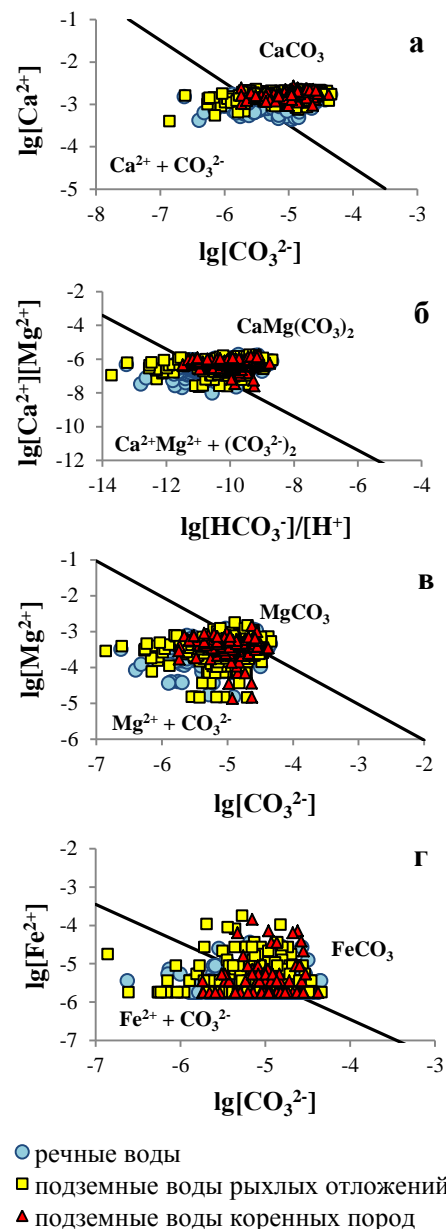 а
-1
-2
-3
-4
-5
lg[Ca²⁺]
CaCO₃
Ca²⁺ + CO₃²⁻
-8 -7 -6 -5 -4 -3
lg[CO₃²⁻]
б
-2
-4
-6
-8
-10
-12
lg[Ca²⁺][Mg²⁺]
CaMg(CO₃)₂
Ca²⁺Mg²⁺ + (CO₃²⁻)₂
-14 -12 -10 -8 -6 -4
lg[HCO₃⁻]/[H⁺]
в
-1
-2
-3
-4
-5
-6
lg[Mg²⁺]
MgCO₃
Mg²⁺ + CO₃²⁻
-7 -6 -5 -4 -3 -2
lg[CO₃²⁻]
г
-2
-3
-4
-5
-6
-7
lg[Fe²⁺]
FeCO₃
Fe²⁺ + CO₃²⁻
-7 -6 -5 -4 -3
lg[CO₃²⁻]
речные воды
подземные воды рыхлых отложений
подземные воды коренных пород